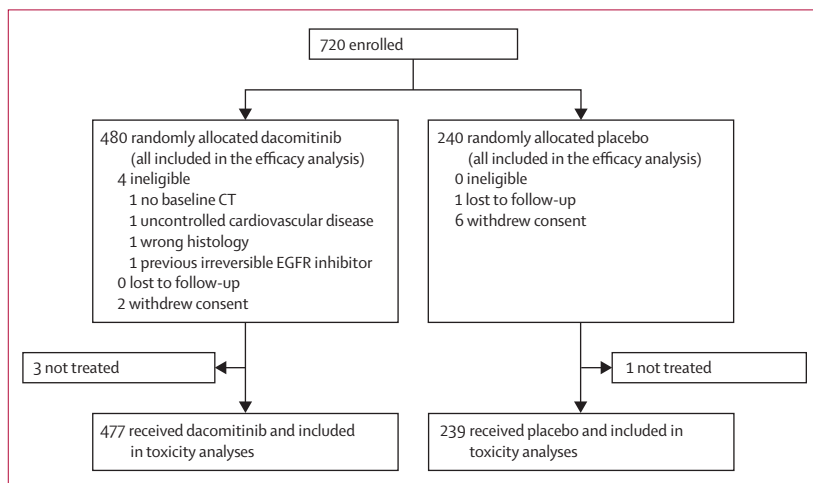 720 enrolled
480 randomly allocated dacomitinib
(all included in the efficacy analysis)
4 ineligible
1 no baseline CT
1 uncontrolled cardiovascular disease
1 wrong histology
1 previous irreversible EGFR inhibitor
0 lost to follow-up
2 withdrew consent
240 randomly allocated placebo
(all included in the efficacy analysis)
0 ineligible
1 lost to follow-up
6 withdrew consent
3 not treated
1 not treated
477 received dacomitinib and included
in toxicity analyses
239 received placebo and included in
toxicity analyses